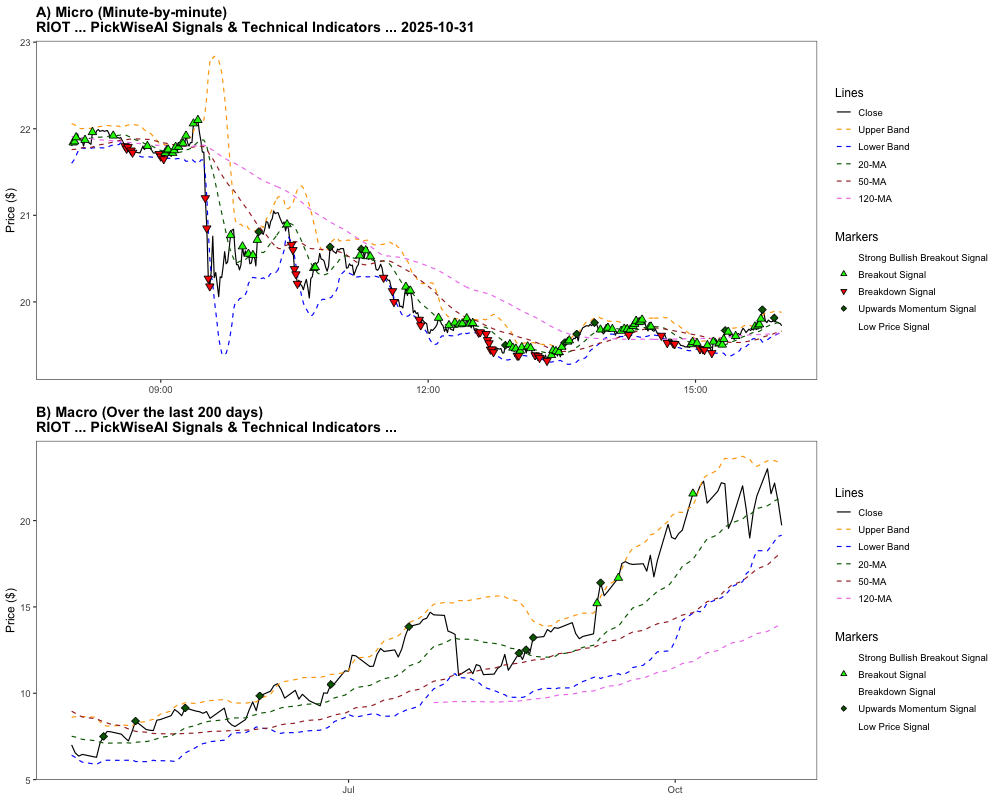 A) Micro (Minute-by-minute)
RIOT ... PickWiseAI Signals & Technical Indicators ... 2025-10-31
Price ($)
23
22
21
20
09:00
12:00
15:00
Lines
Close
Upper Band
Lower Band
20-MA
50-MA
120-MA
Markers
Strong Bullish Breakout Signal
Breakout Signal
Breakdown Signal
Upwards Momentum Signal
Low Price Signal
B) Macro (Over the last 200 days)
RIOT ... PickWiseAI Signals & Technical Indicators ...
Price ($)
20
15
10
5
Jul
Oct
Lines
Close
Upper Band
Lower Band
20-MA
50-MA
120-MA
Markers
Strong Bullish Breakout Signal
Breakout Signal
Breakdown Signal
Upwards Momentum Signal
Low Price Signal